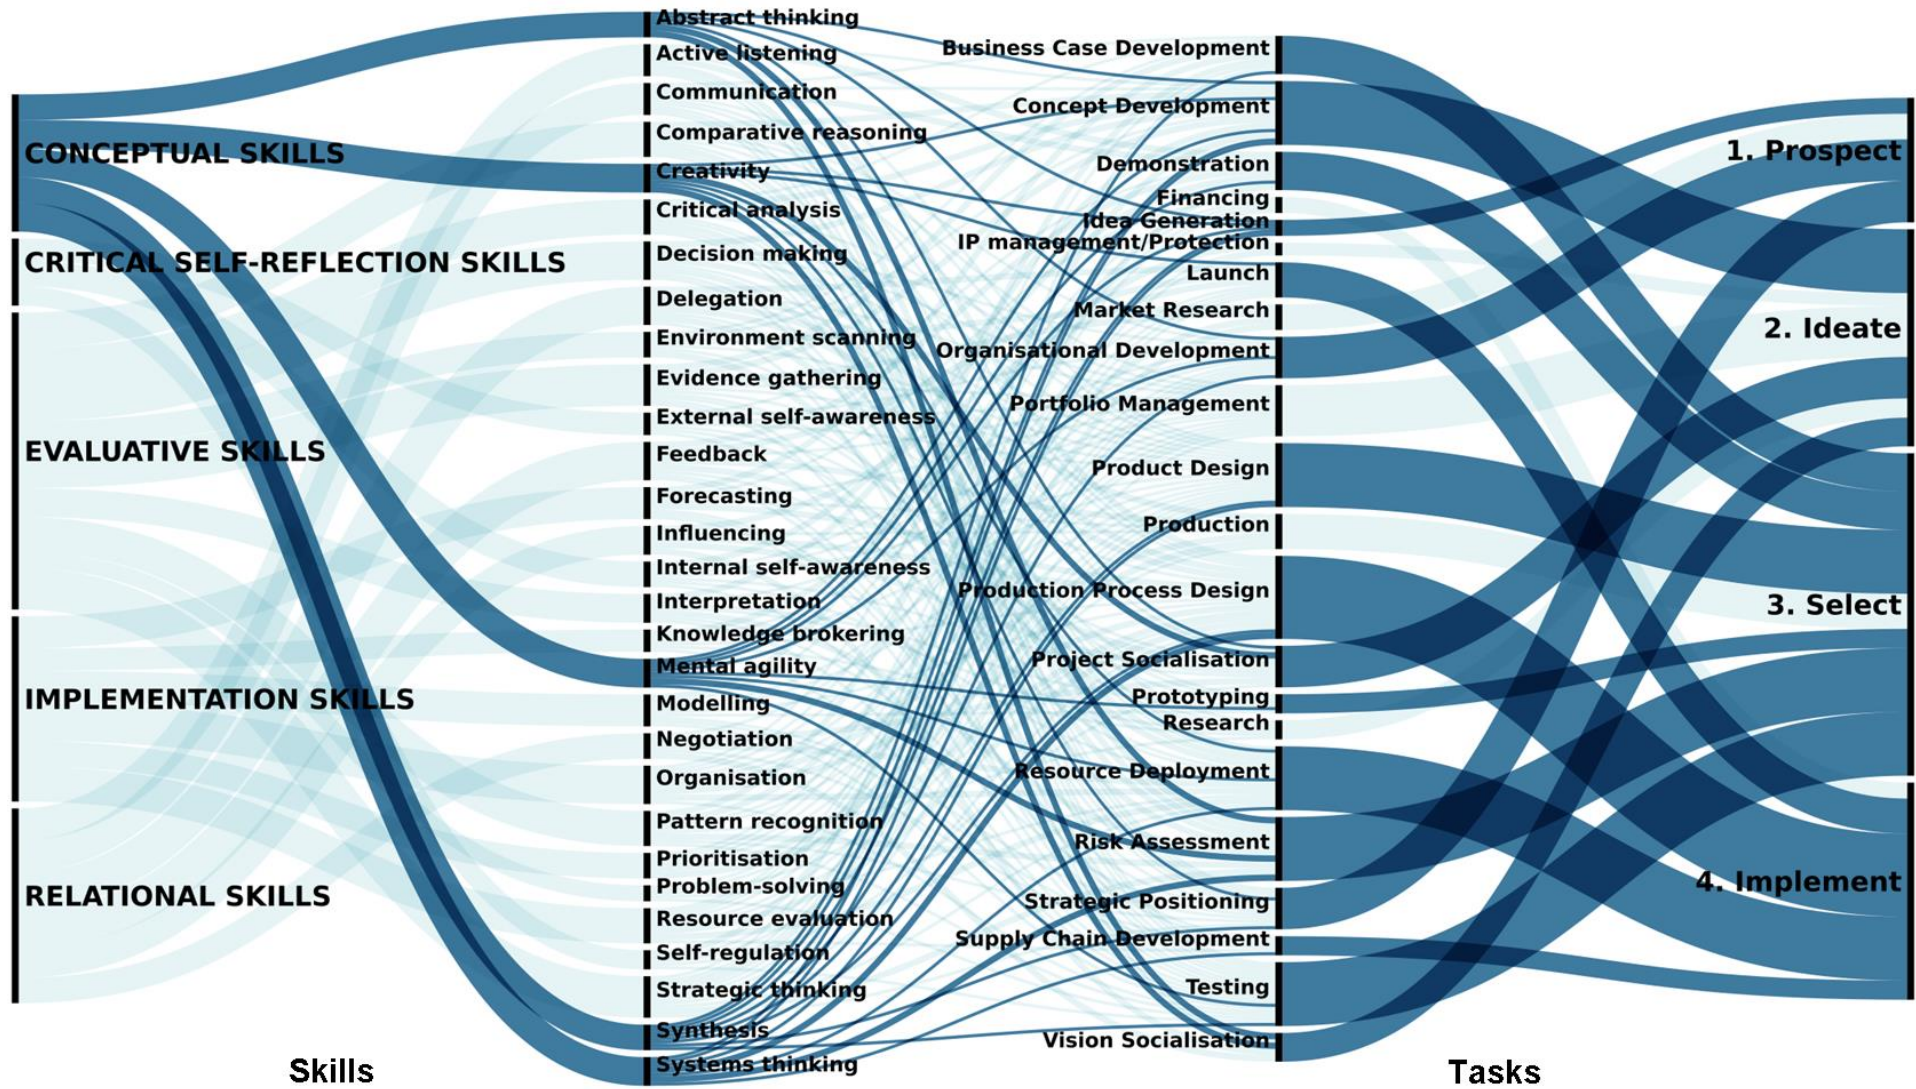 CONCEPTUAL SKILLS
CRITICAL SELF-REFLECTION SKILLS
EVALUATIVE SKILLS
IMPLEMENTATION SKILLS
RELATIONAL SKILLS
Skills
Abstract thinking
Active listening
Communication
Comparative reasoning
Creativity
Critical analysis
Decision making
Delegation
Environment scanning
Evidence gathering
External self-awareness
Feedback
Forecasting
Influencing
Internal self-awareness
Interpretation
Knowledge brokering
Mental agility
Modelling
Negotiation
Organisation
Pattern recognition
Prioritisation
Problem-solving
Resource evaluation
Self-regulation
Strategic thinking
Synthesis
Systems thinking
Business Case Development
Concept Development
Demonstration
Financing
Idea Generation
IP management/Protection
Launch
Market Research
Organisational Development
Portfolio Management
Product Design
Production
Production Process Design
Project Socialisation
Prototyping
Research
Resource Deployment
Risk Assessment
Strategic Positioning
Supply Chain Development
Testing
Vision Socialisation
1. Prospect
2. Ideate
3. Select
4. Implement
Tasks